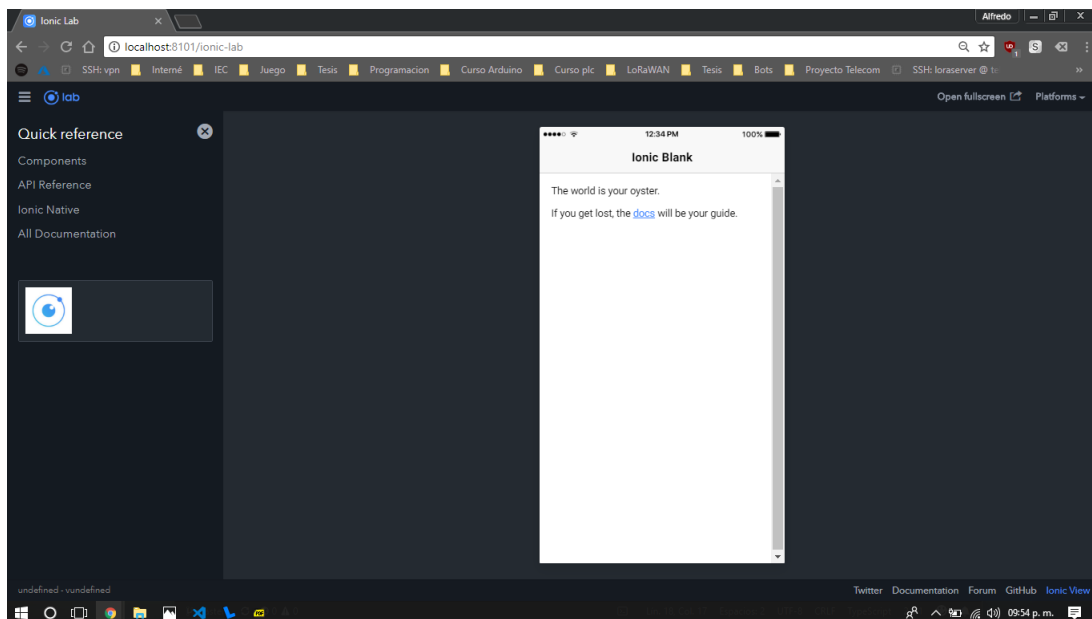 Ionic Lab
Alfredo
localhost:8101/ionic-lab
SSH: vpn Interné IEC Juego Tesis Programacion Curso Arduino Curso plc LoRaWAN Tesis Bots Proyecto Telecom SSH: loraserver @ te »
lab
Open fullscreen Platforms
Quick reference
Components
API Reference
Ionic Native
All Documentation
12:34 PM 100%
Ionic Blank
The world is your oyster.
If you get lost, the docs will be your guide.
undefined - vundefined
Twitter Documentation Forum GitHub Ionic View
09:54 p. m.